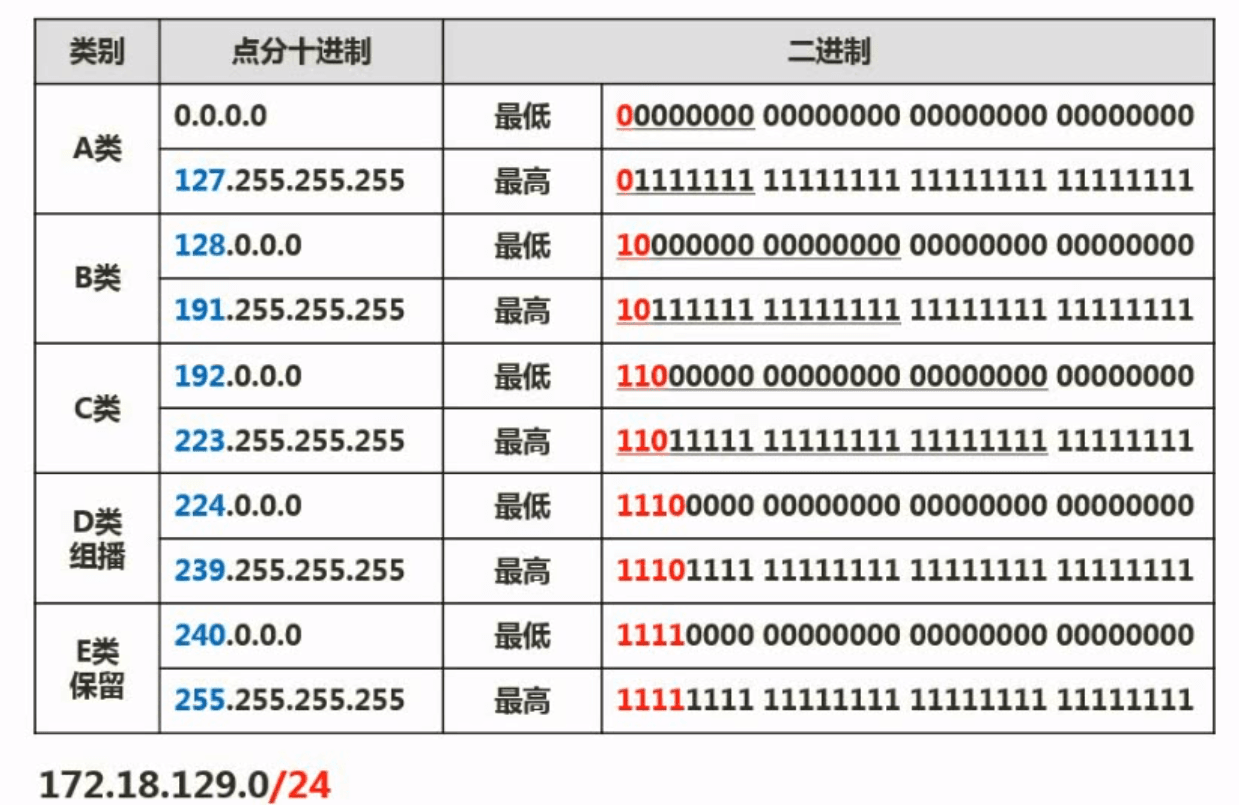 类别 点分十进制 二进制
A类 0.0.0.0 最低 00000000 00000000 00000000 00000000
127.255.255.255 最高 01111111 11111111 11111111 11111111
B类 128.0.0.0 最低 10000000 00000000 00000000 00000000
191.255.255.255 最高 10111111 11111111 11111111 11111111
C类 192.0.0.0 最低 11000000 00000000 00000000 00000000
223.255.255.255 最高 11011111 11111111 11111111 11111111
D类
组播 224.0.0.0 最低 11100000 00000000 00000000 00000000
239.255.255.255 最高 11101111 11111111 11111111 11111111
E类
保留 240.0.0.0 最低 11110000 00000000 00000000 00000000
255.255.255.255 最高 11111111 11111111 11111111 11111111
172.18.129.0/24